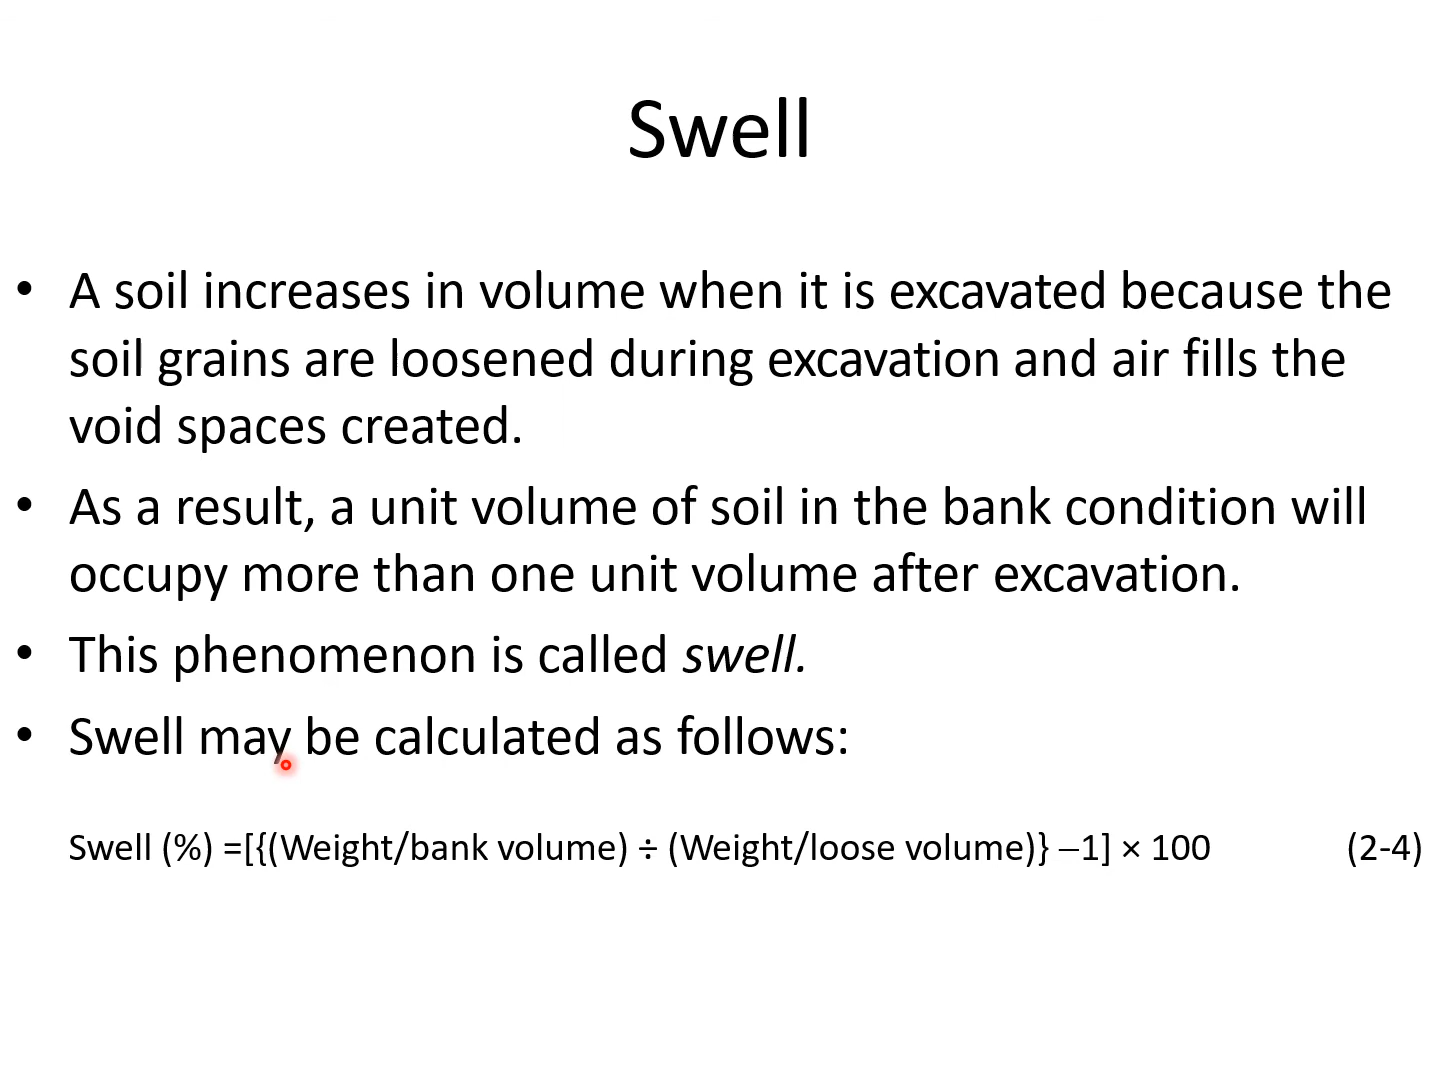 Swell
• A soil increases in volume when it is excavated because the
soil grains are loosened during excavation and air fills the
void spaces created.
• As a result, a unit volume of soil in the bank condition will
occupy more than one unit volume after excavation.
• This phenomenon is called swell.
• Swell may be calculated as follows:
Swell (%) =[{(Weight/bank volume) ÷ (Weight/loose volume)} –1] × 100 (2-4)